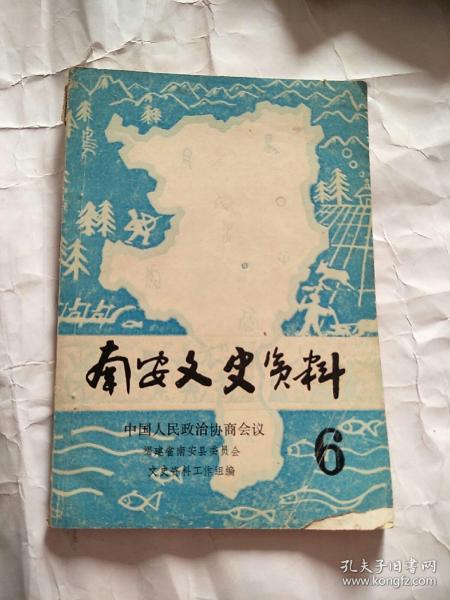 南安文史资料
中国人民政治协商会议
福建省南安县委员会
文史资料工作组编
6
孔夫子旧书网
www.kongfz.com